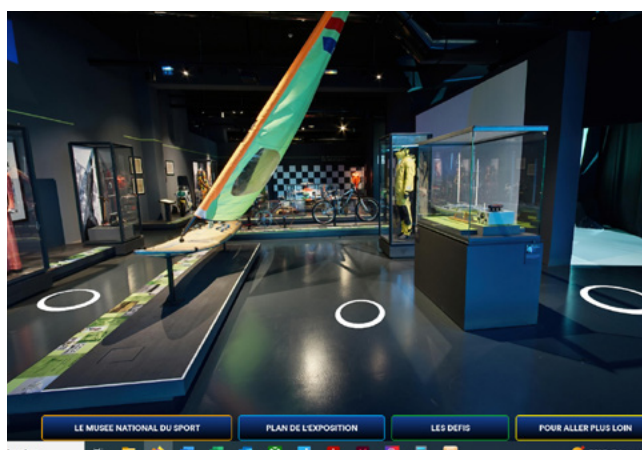 LE MUSEE NATIONAL DU SPORT
PLAN DE L'EXPOSITION
LES DEFIS
POUR ALLER PLUS LOIN